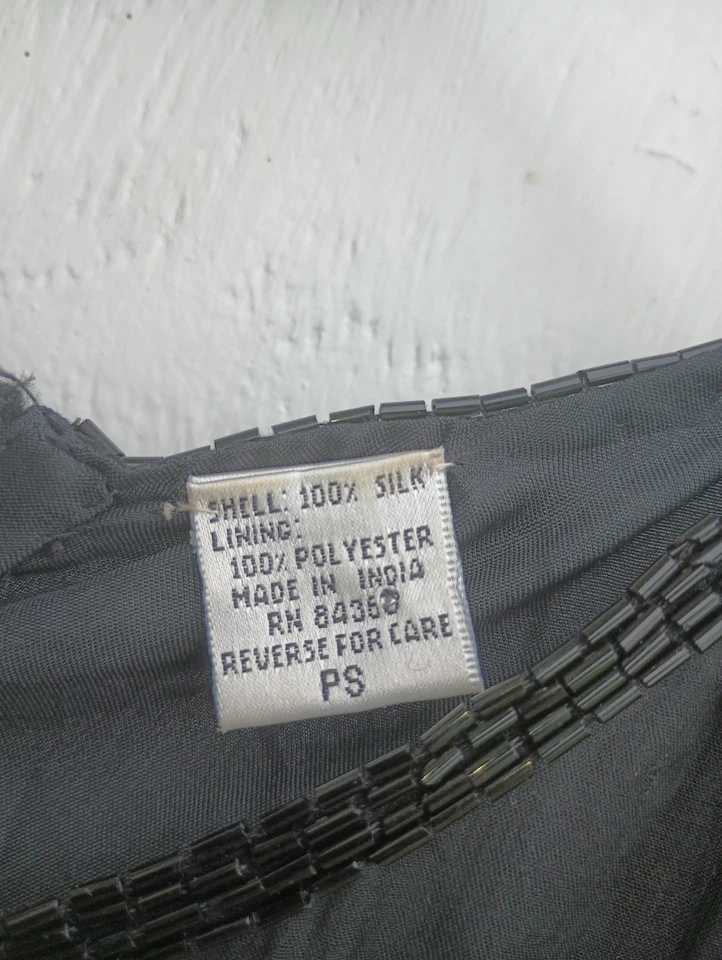 SHELL: 100% SILK
LINING:
100% POLYESTER
MADE IN INDIA
RN
REVERSE FOR CARE
PS